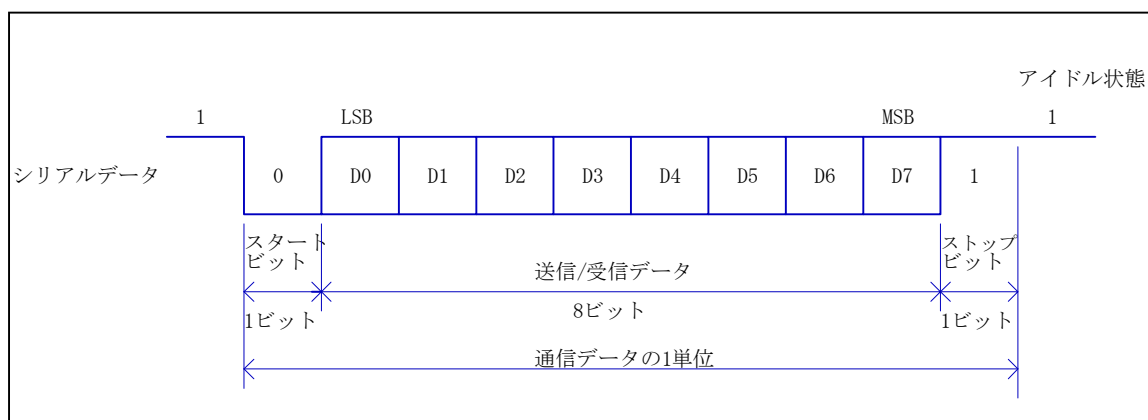 アイドル状態
1 LSB MSB 1
シリアルデータ 0 D0 D1 D2 D3 D4 D5 D6 D7 1
スタート
ビット
送信/受信データ
ストップ
ビット
1ビット 8ビット 1ビット
通信データの1単位